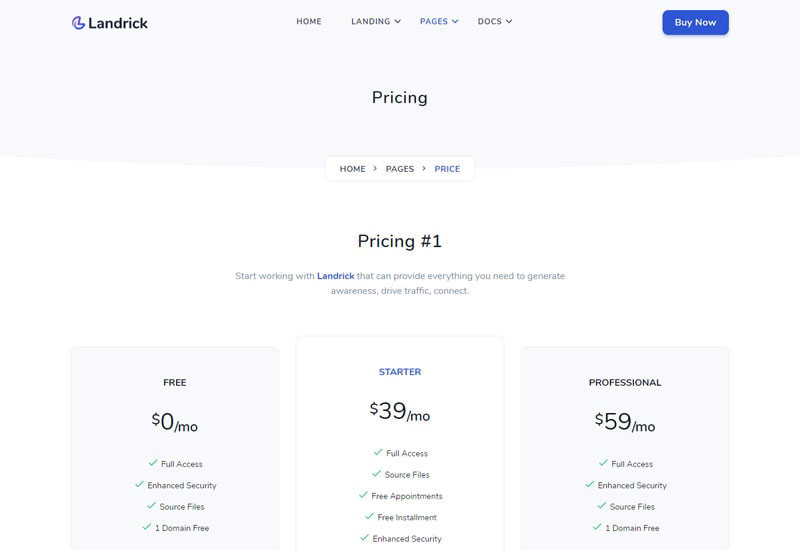 Landrick
HOME LANDING PAGES DOCS
Buy Now
Pricing
HOME > PAGES > PRICE
Pricing #1
Start working with Landrick that can provide everything you need to generate
awareness, drive traffic, connect.
FREE
$0/mo
Full Access
Enhanced Security
Source Files
1 Domain Free
STARTER
$39/mo
Full Access
Source Files
Free Appointments
Free Installment
Enhanced Security
PROFESSIONAL
$59/mo
Full Access
Enhanced Security
Source Files
1 Domain Free